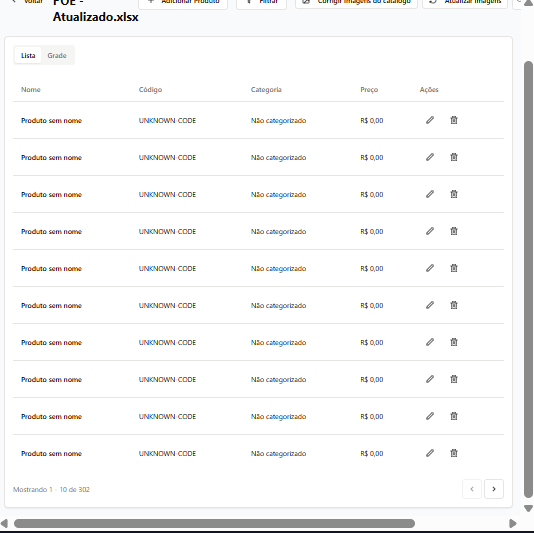 Voltar
FOE -
Atualizado.xlsx
Adicionar Produto
Filtrar
Corrigir imagens do catálogo
Atualizar imagens
Lista Grade
Nome Código Categoria Preço Ações
Produto sem nome UNKNOWN-CODE Não categorizado R$ 0,00
Produto sem nome UNKNOWN-CODE Não categorizado R$ 0,00
Produto sem nome UNKNOWN-CODE Não categorizado R$ 0,00
Produto sem nome UNKNOWN-CODE Não categorizado R$ 0,00
Produto sem nome UNKNOWN-CODE Não categorizado R$ 0,00
Produto sem nome UNKNOWN-CODE Não categorizado R$ 0,00
Produto sem nome UNKNOWN-CODE Não categorizado R$ 0,00
Produto sem nome UNKNOWN-CODE Não categorizado R$ 0,00
Produto sem nome UNKNOWN-CODE Não categorizado R$ 0,00
Produto sem nome UNKNOWN-CODE Não categorizado R$ 0,00
Mostrando 1 - 10 de 302